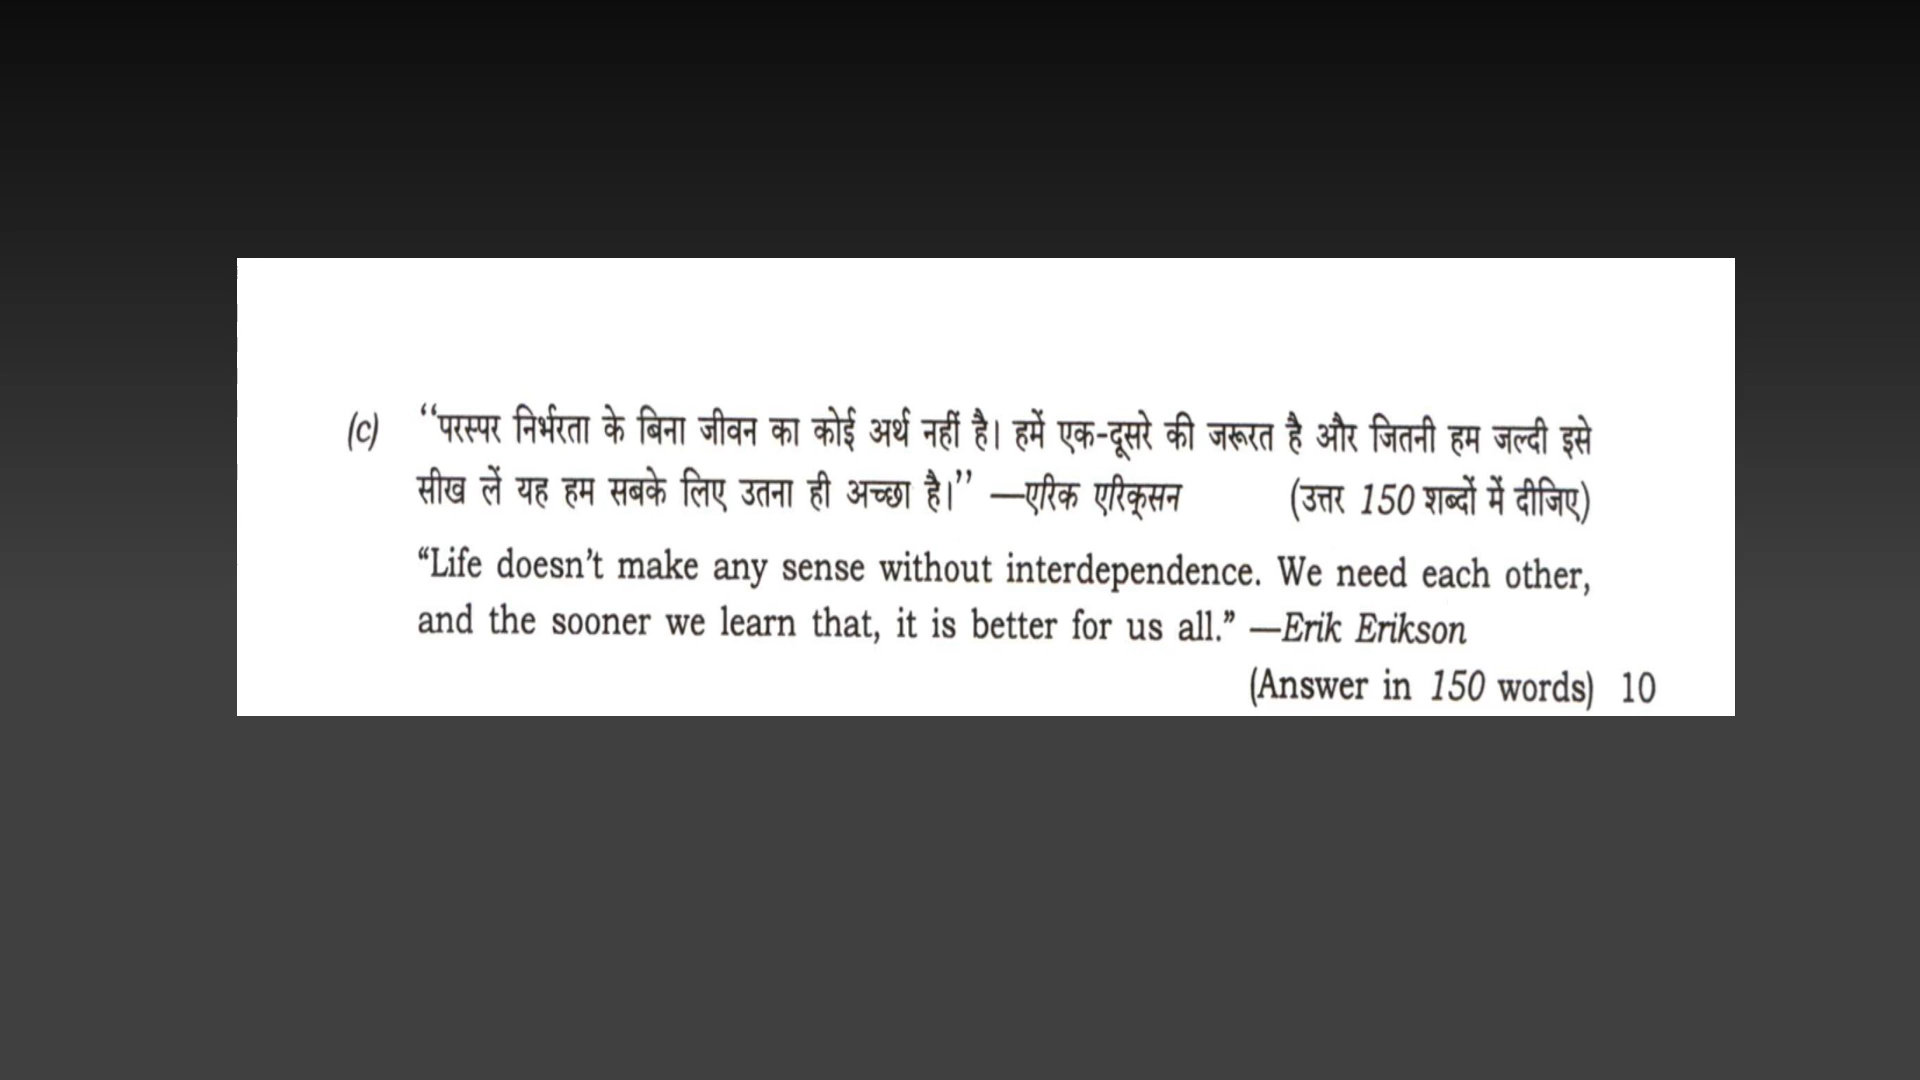 (c) ‘‘परस्पर निर्भरता के बिना जीवन का कोई अर्थ नहीं है। हमें एक-दूसरे की जरूरत है और जितनी हम जल्दी इसे
सीख लें यह हम सबके लिए उतना ही अच्छा है।’’ —एरिक एरिक्सन (उत्तर 150 शब्दों में दीजिए)
“Life doesn’t make any sense without interdependence. We need each other,
and the sooner we learn that, it is better for us all.” —Erik Erikson
(Answer in 150 words) 10